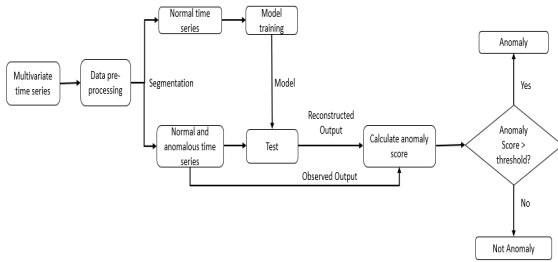 Multivariate
time series
Data pre-
processing
Segmentation
Normal time
series
Model
training
Model
Normal and
anomalous time
series
Test
Reconstructed
Output
Observed Output
Calculate anomaly
score
Anomaly
Score >
threshold?
Yes
Anomaly
No
Not Anomaly